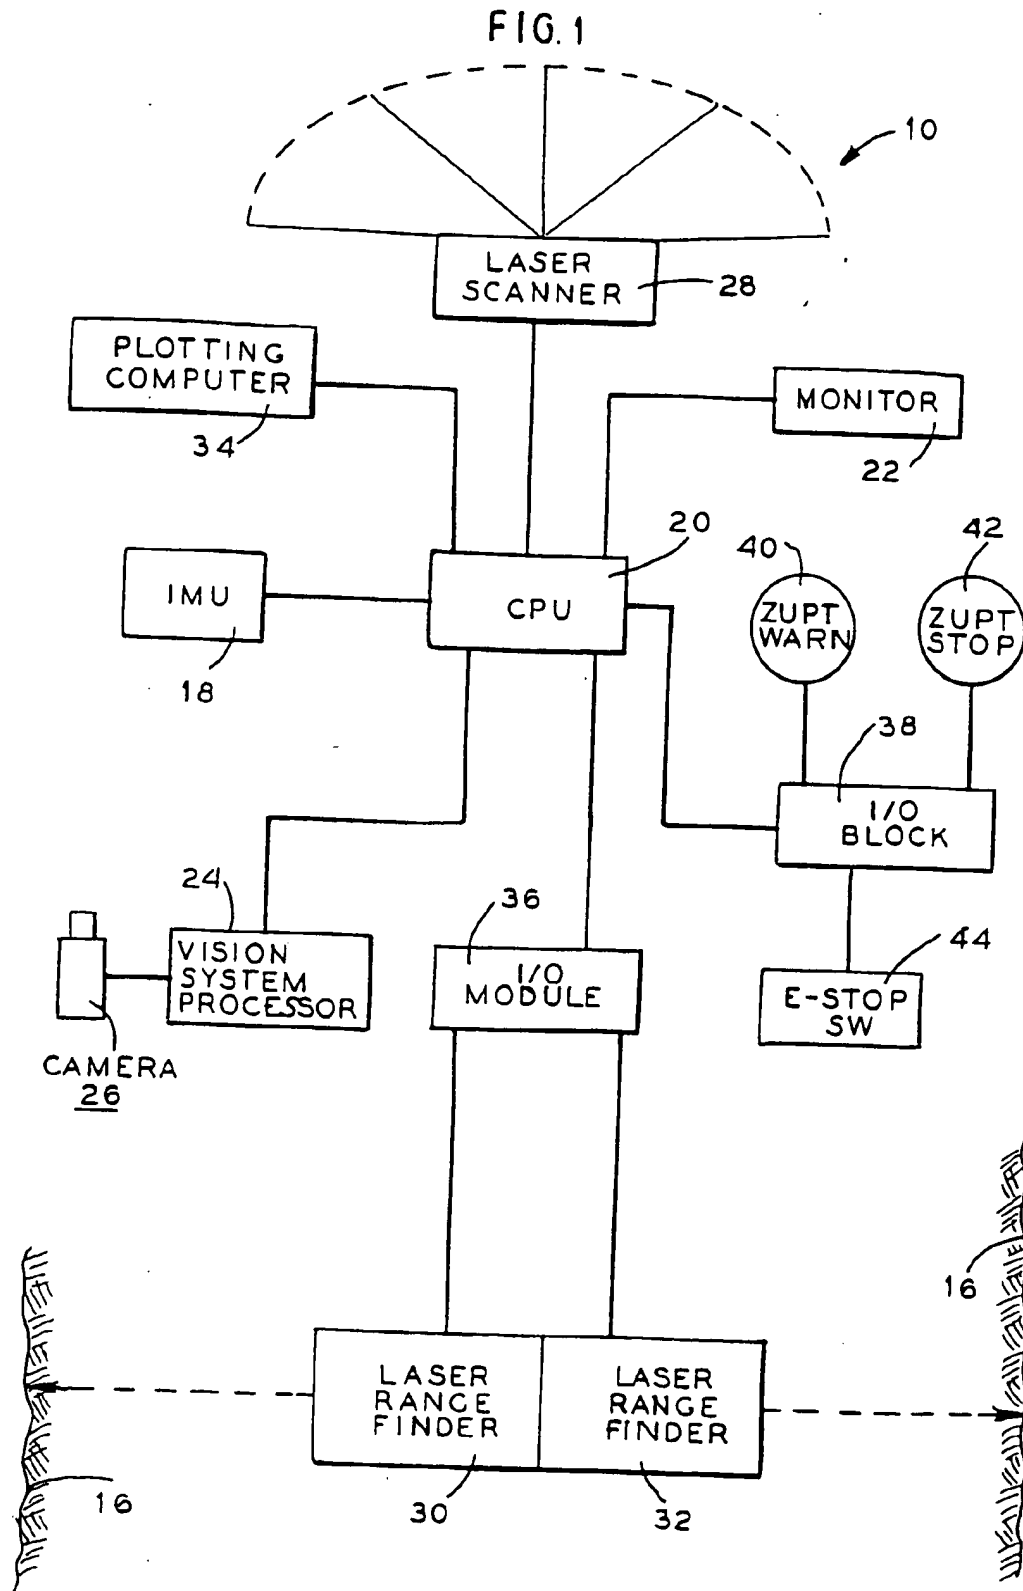 FIG. 1
10
LASER
SCANNER
28
PLOTTING
COMPUTER
34
MONITOR
22
20
CPU
IMU
18
40
ZUPT
WARN
42
ZUPT
STOP
38
I/O
BLOCK
24
VISION
SYSTEM
PROCESSOR
36
I/O
MODULE
44
E-STOP
SW
CAMERA
26
16
LASER
RANGE
FINDER
LASER
RANGE
FINDER
16
30
32